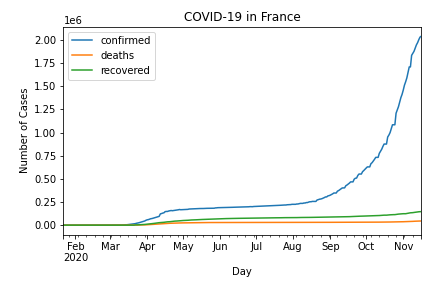 COVID-19 in France
1e6
confirmed
deaths
recovered
2.00
1.75
1.50
1.25
1.00
0.75
0.50
0.25
0.00
Number of Cases
Feb Mar Apr May Jun Jul Aug Sep Oct Nov
2020
Day